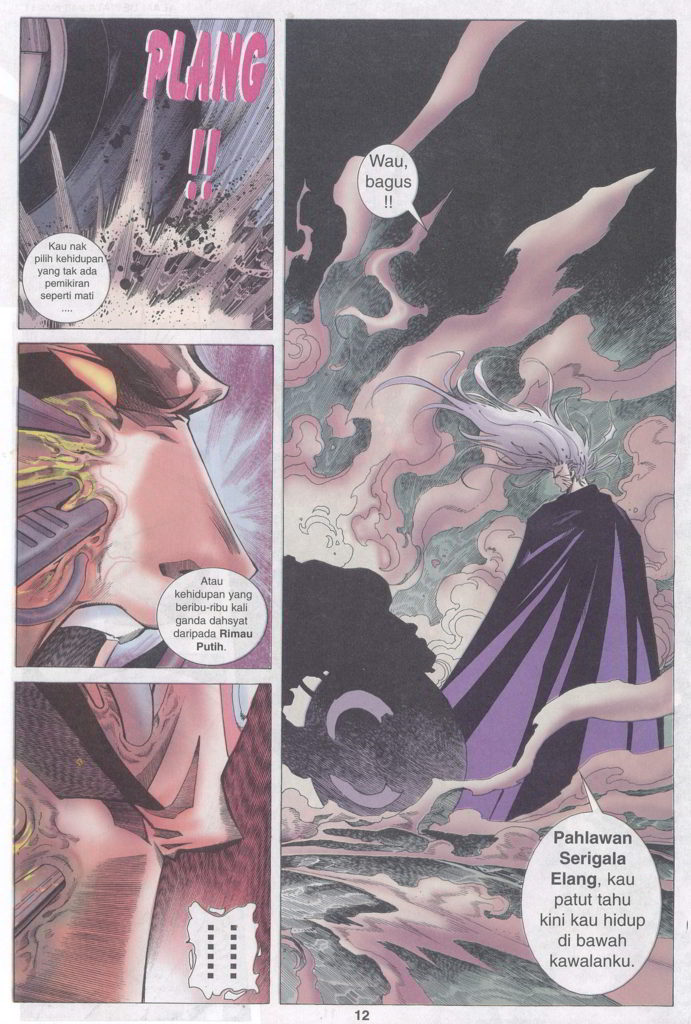 PLANG
!!
Kau nak
pilih kehidupan
yang tak ada
pemikiran
seperti mati
....
Atau
kehidupan yang
beribu-ribu kali
ganda dahsyat
daripada Rimau
Putih.
Wau,
bagus
!!
Pahlawan
Serigala
Elang, kau
patut tahu
kini kau hidup
di bawah
kawalanku.
12